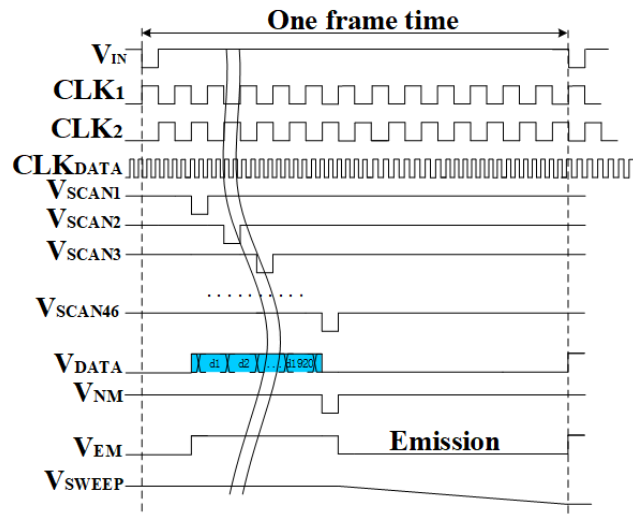 One frame time
VIN
CLK1
CLK2
CLKDATA
VSCAN1
VSCAN2
VSCAN3
. . . . . . . . . .
VSCAN46
VDATA d1 d2 ... d1920
VNM
VEM Emission
VSWEEP